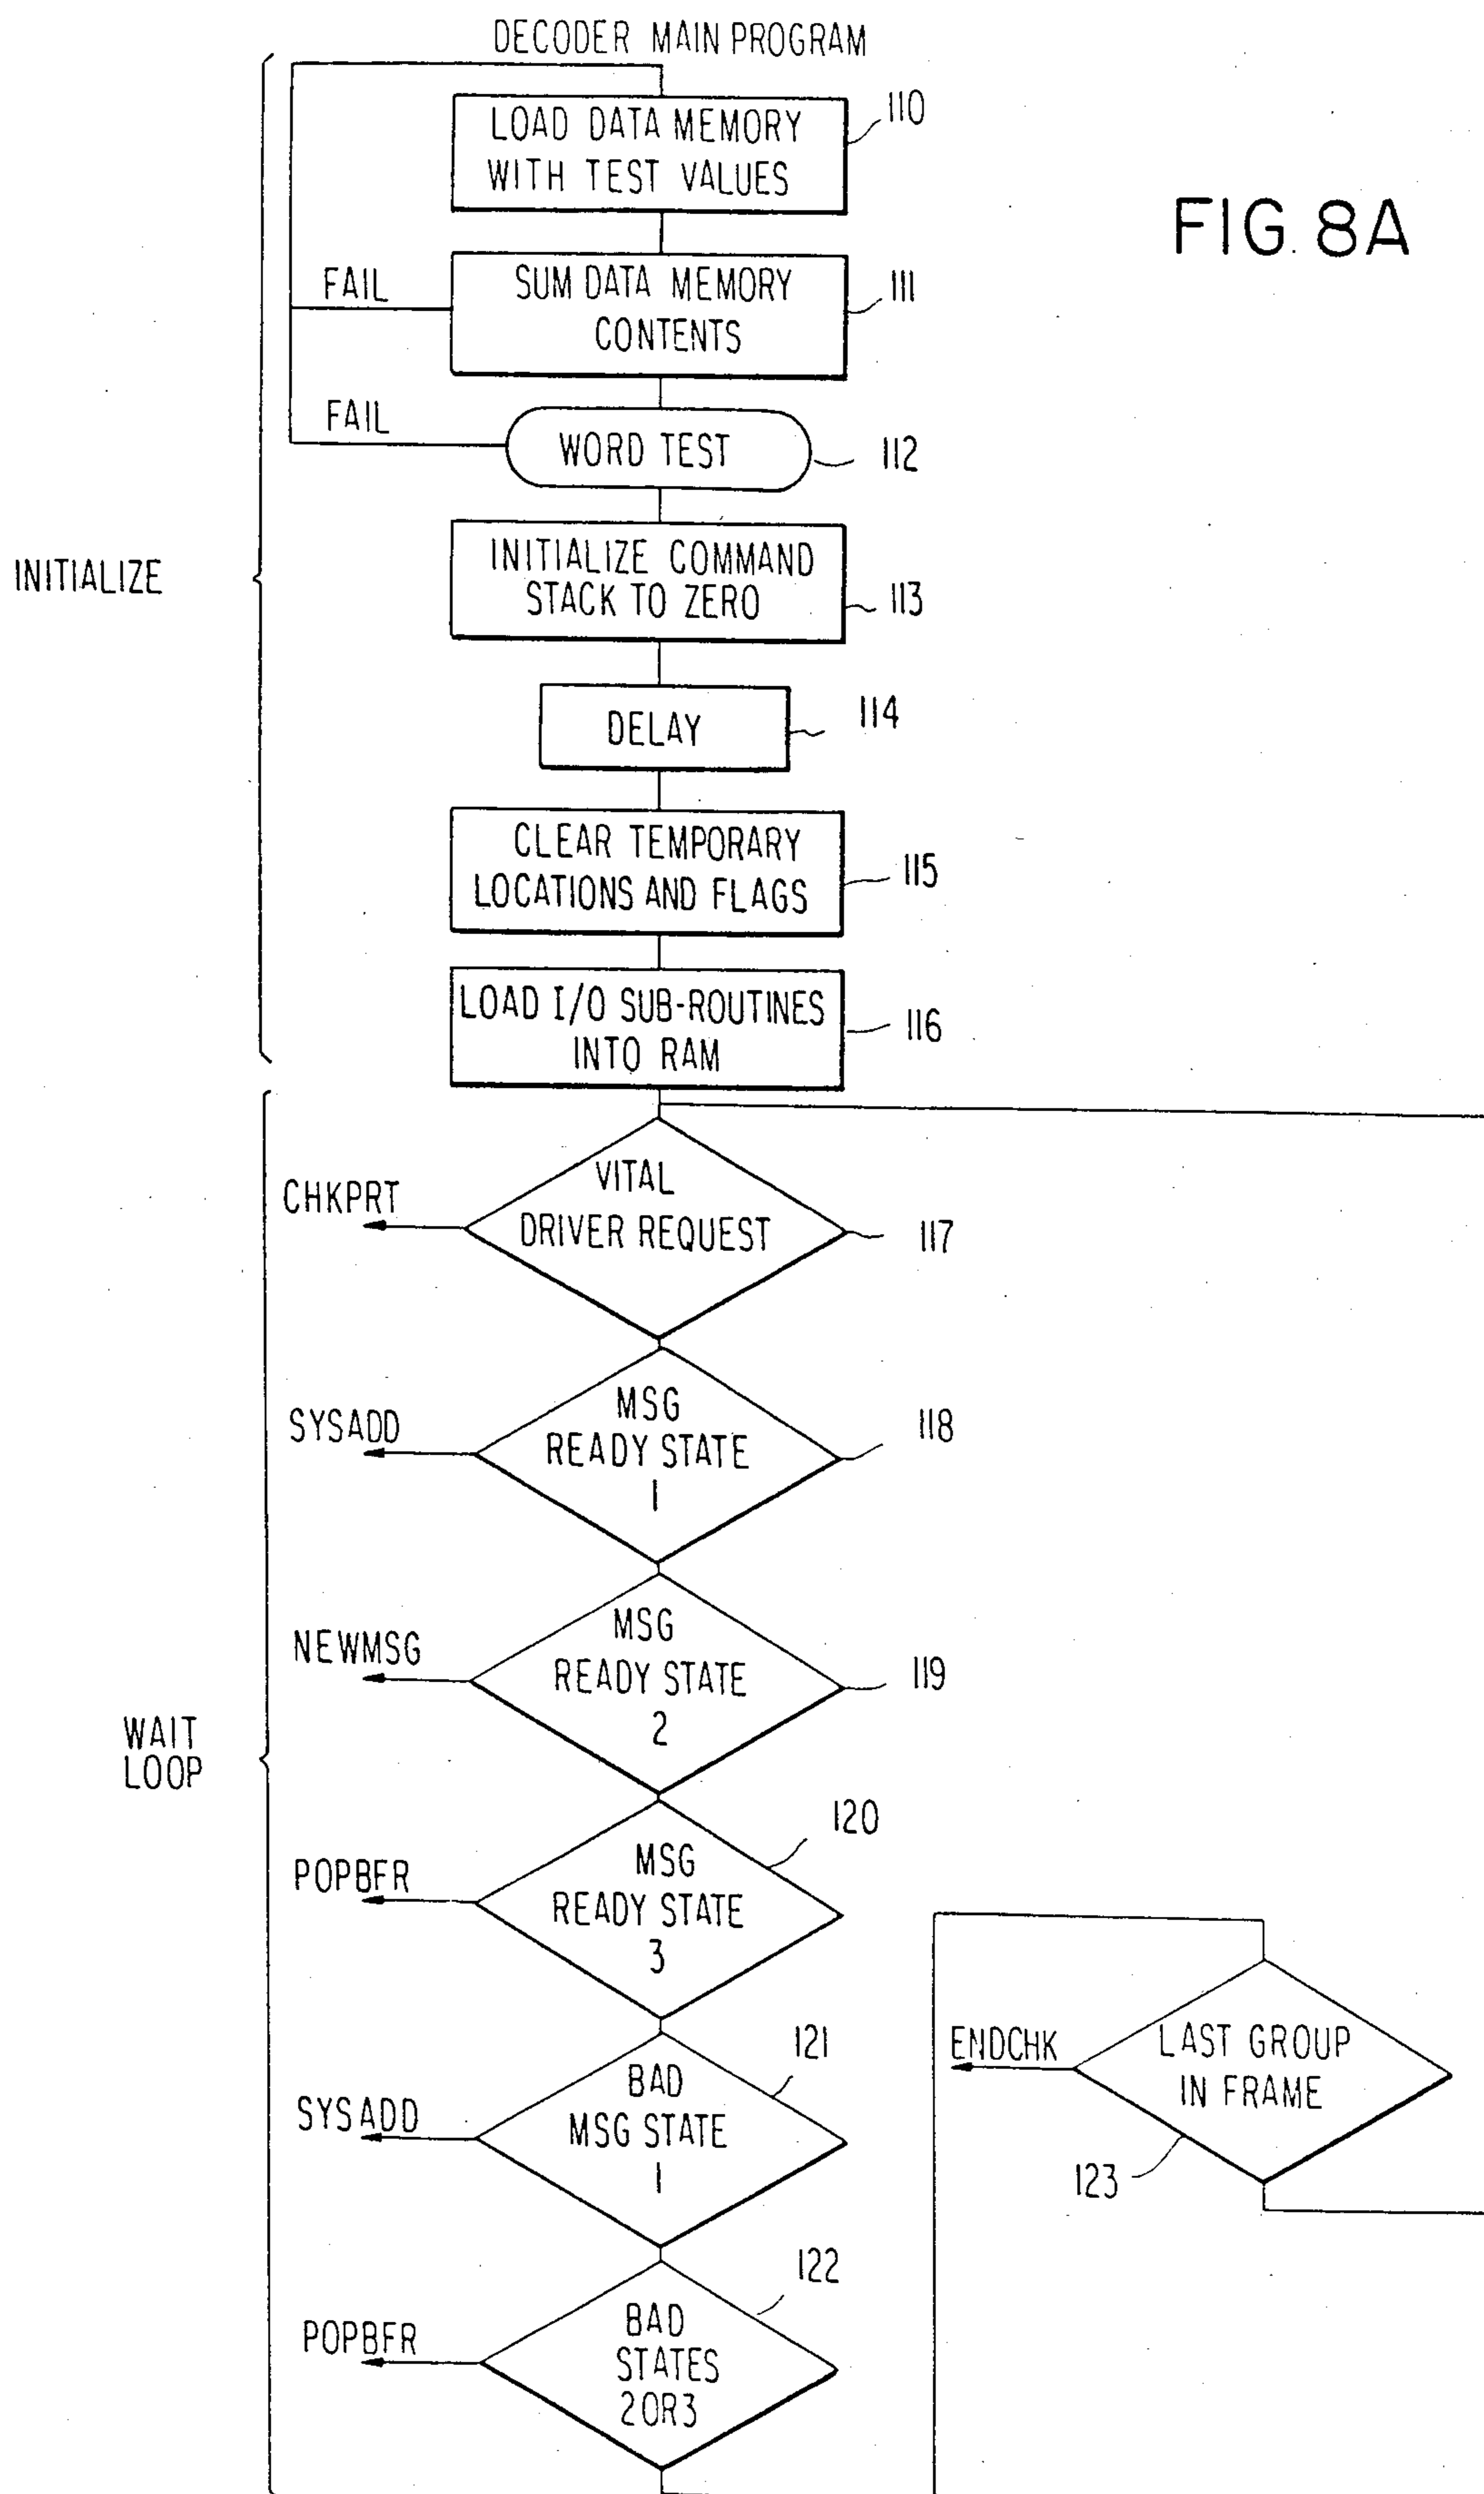 DECODER MAIN PROGRAM
LOAD DATA MEMORY
WITH TEST VALUES
110
FIG. 8A
FAIL
SUM DATA MEMORY
CONTENTS
111
FAIL
WORD TEST
112
INITIALIZE
INITIALIZE COMMAND
STACK TO ZERO
113
DELAY
114
CLEAR TEMPORARY
LOCATIONS AND FLAGS
115
LOAD I/O SUB-ROUTINES
INTO RAM
116
CHKPRT
VITAL
DRIVER REQUEST
117
SYSADD
MSG
READY STATE
1
118
NEWMSG
MSG
READY STATE
2
119
WAIT
LOOP
POPBFR
MSG
READY STATE
3
120
SYSADD
BAD
MSG STATE
1
121
ENDCHK
LAST GROUP
IN FRAME
123
POPBFR
BAD
STATES
2 OR 3
122